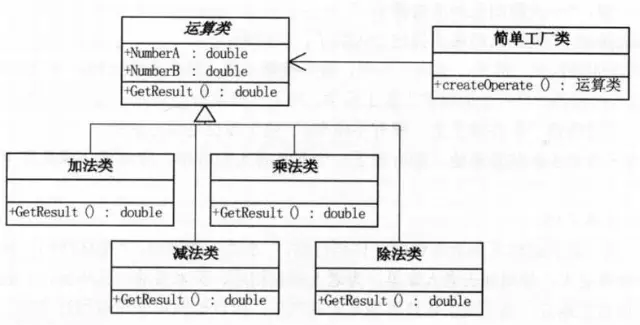 运算类
+NumberA : double
+NumberB : double
+GetResult () : double
简单工厂类
+createOperate () : 运算类
加法类
+GetResult () : double
乘法类
+GetResult () : double
减法类
+GetResult () : double
除法类
+GetResult () : double